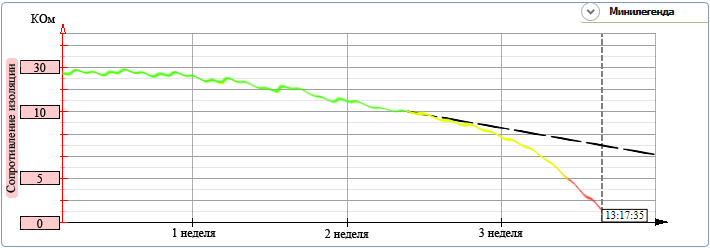 Минилегенда
КОм
Сопротивление изоляции
30
10
5
0
13:17:35
1 неделя
2 неделя
3 неделя